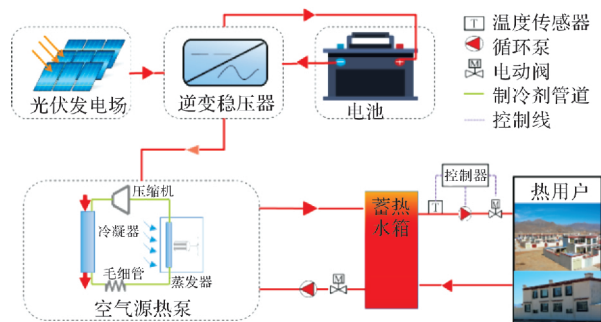 光伏发电场
逆变稳压器
电池
T 温度传感器
循环泵
M 电动阀
制冷剂管道
控制线
压缩机
冷凝器
毛细管
蒸发器
空气源热泵
蓄热
水箱
控制器
T
M
M
热用户